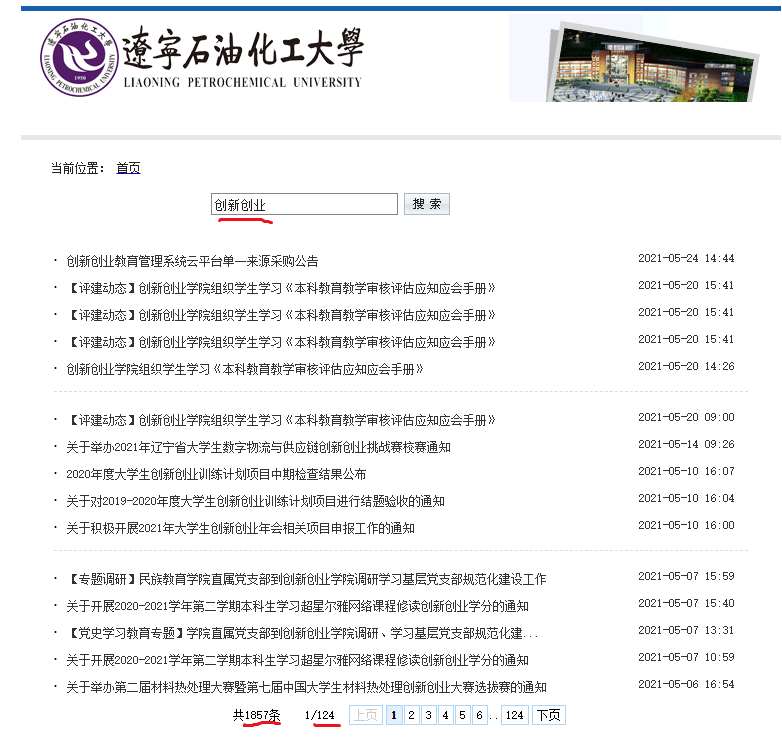 遼寧石油化工大學
LIAONING PETROCHEMICAL UNIVERSITY
当前位置： 首页
创新创业 搜 索
· 创新创业教育管理系统云平台单一来源采购公告 2021-05-24 14:44
· 【评建动态】创新创业学院组织学生学习《本科教育教学审核评估应知应会手册》 2021-05-20 15:41
· 【评建动态】创新创业学院组织学生学习《本科教育教学审核评估应知应会手册》 2021-05-20 15:41
· 【评建动态】创新创业学院组织学生学习《本科教育教学审核评估应知应会手册》 2021-05-20 15:41
· 创新创业学院组织学生学习《本科教育教学审核评估应知应会手册》 2021-05-20 14:26
· 【评建动态】创新创业学院组织学生学习《本科教育教学审核评估应知应会手册》 2021-05-20 09:00
· 关于举办2021年辽宁省大学生数字物流与供应链创新创业挑战赛校赛通知 2021-05-14 09:26
· 2020年度大学生创新创业训练计划项目中期检查结果公布 2021-05-10 16:07
· 关于对2019-2020年度大学生创新创业训练计划项目进行结题验收的通知 2021-05-10 16:04
· 关于积极开展2021年大学生创新创业年会相关项目申报工作的通知 2021-05-10 16:00
· 【专题调研】民族教育学院直属党支部到创新创业学院调研学习基层党支部规范化建设工作 2021-05-07 15:59
· 关于开展2020-2021学年第二学期本科生学习超星尔雅网络课程修读创新创业学分的通知 2021-05-07 15:40
· 【党史学习教育专题】学院直属党支部到创新创业学院调研、学习基层党支部规范化建... 2021-05-07 13:31
· 关于开展2020-2021学年第二学期本科生学习超星尔雅网络课程修读创新创业学分的通知 2021-05-07 10:59
· 关于举办第二届材料热处理大赛暨第七届中国大学生材料热处理创新创业大赛选拔赛的通知 2021-05-06 16:54
共1857条 1/124 上页 1 2 3 4 5 6 .. 124 下页